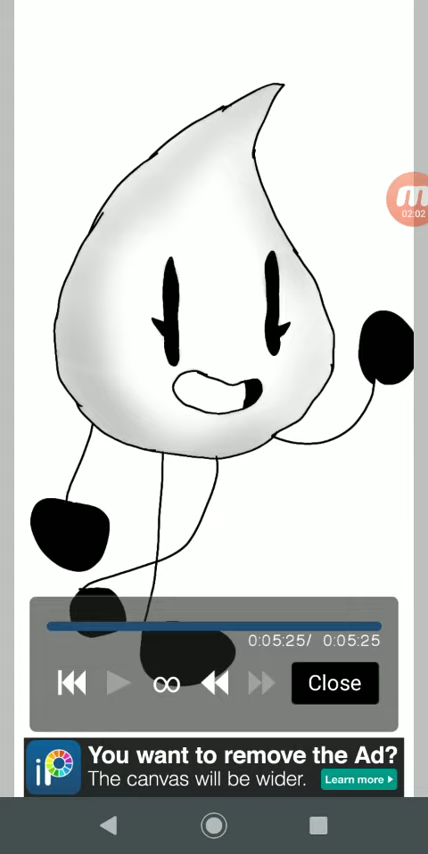 02:02
0:05:25/ 0:05:25
Close
You want to remove the Ad?
The canvas will be wider. Learn more